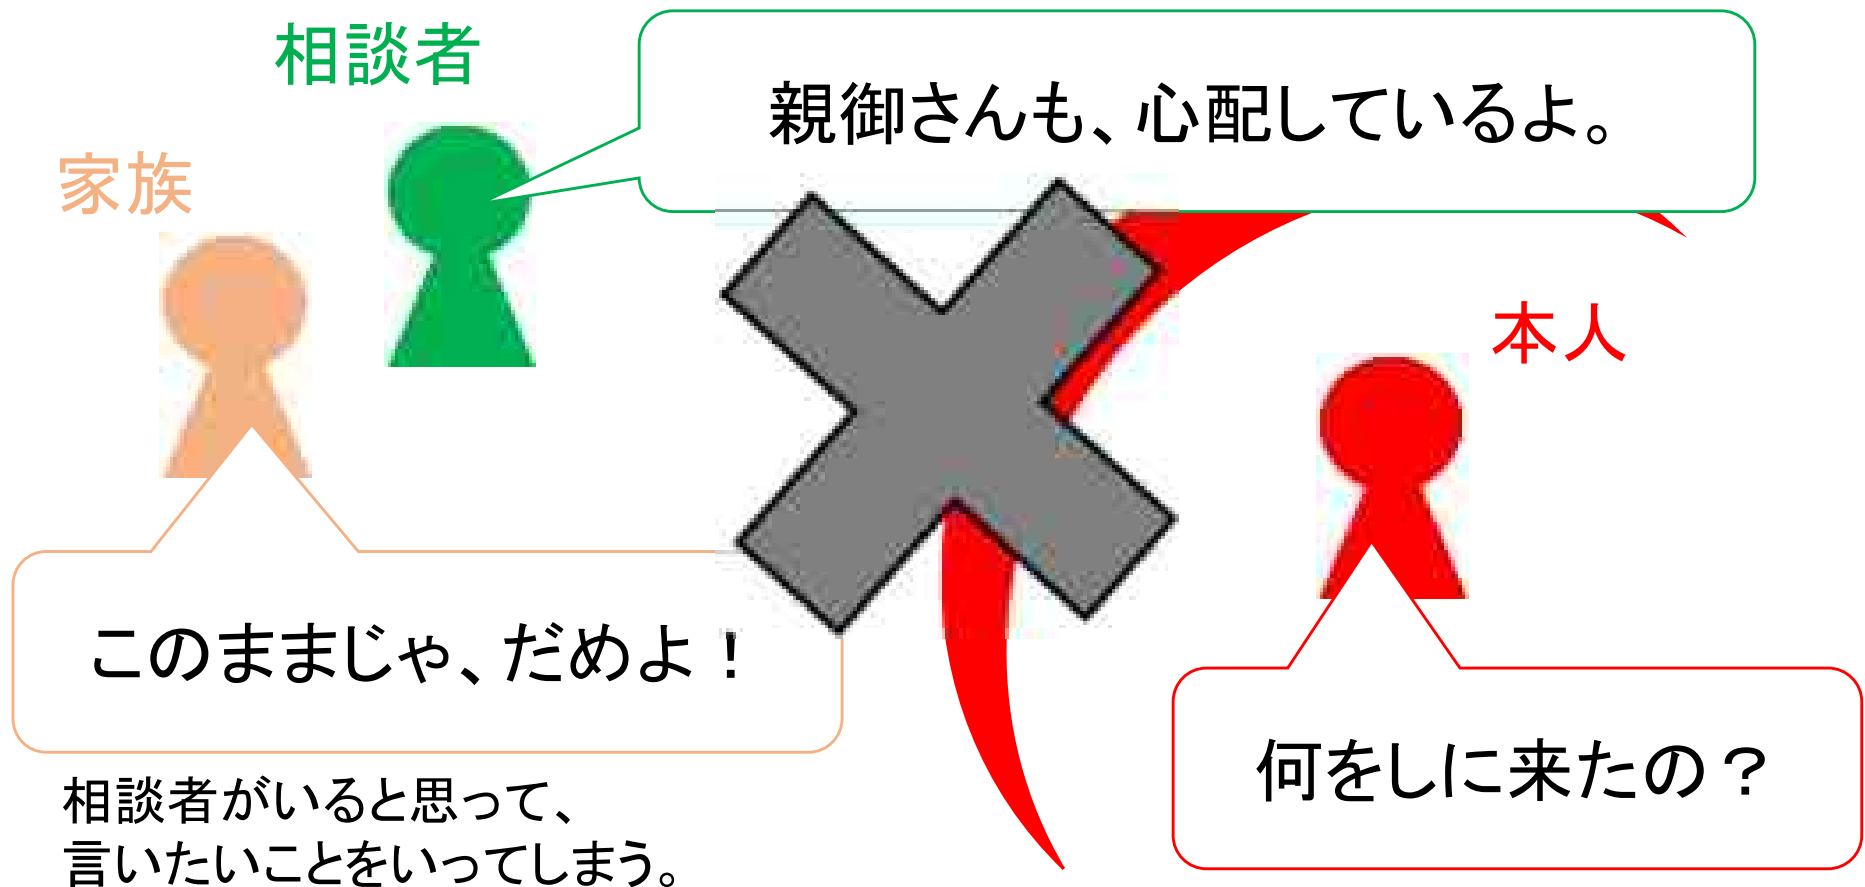 相談者
親御さんも、心配しているよ。
家族
本人
このままじゃ、だめよ！
何をしに来たの？
相談者がいると思って、
言いたいことをいってしまう。